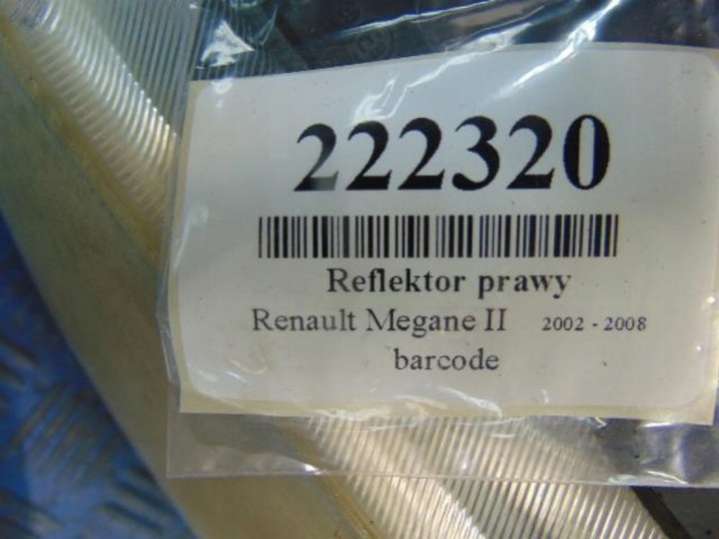 222320
Reflektor prawy
Renault Megane II 2002 - 2008
barcode